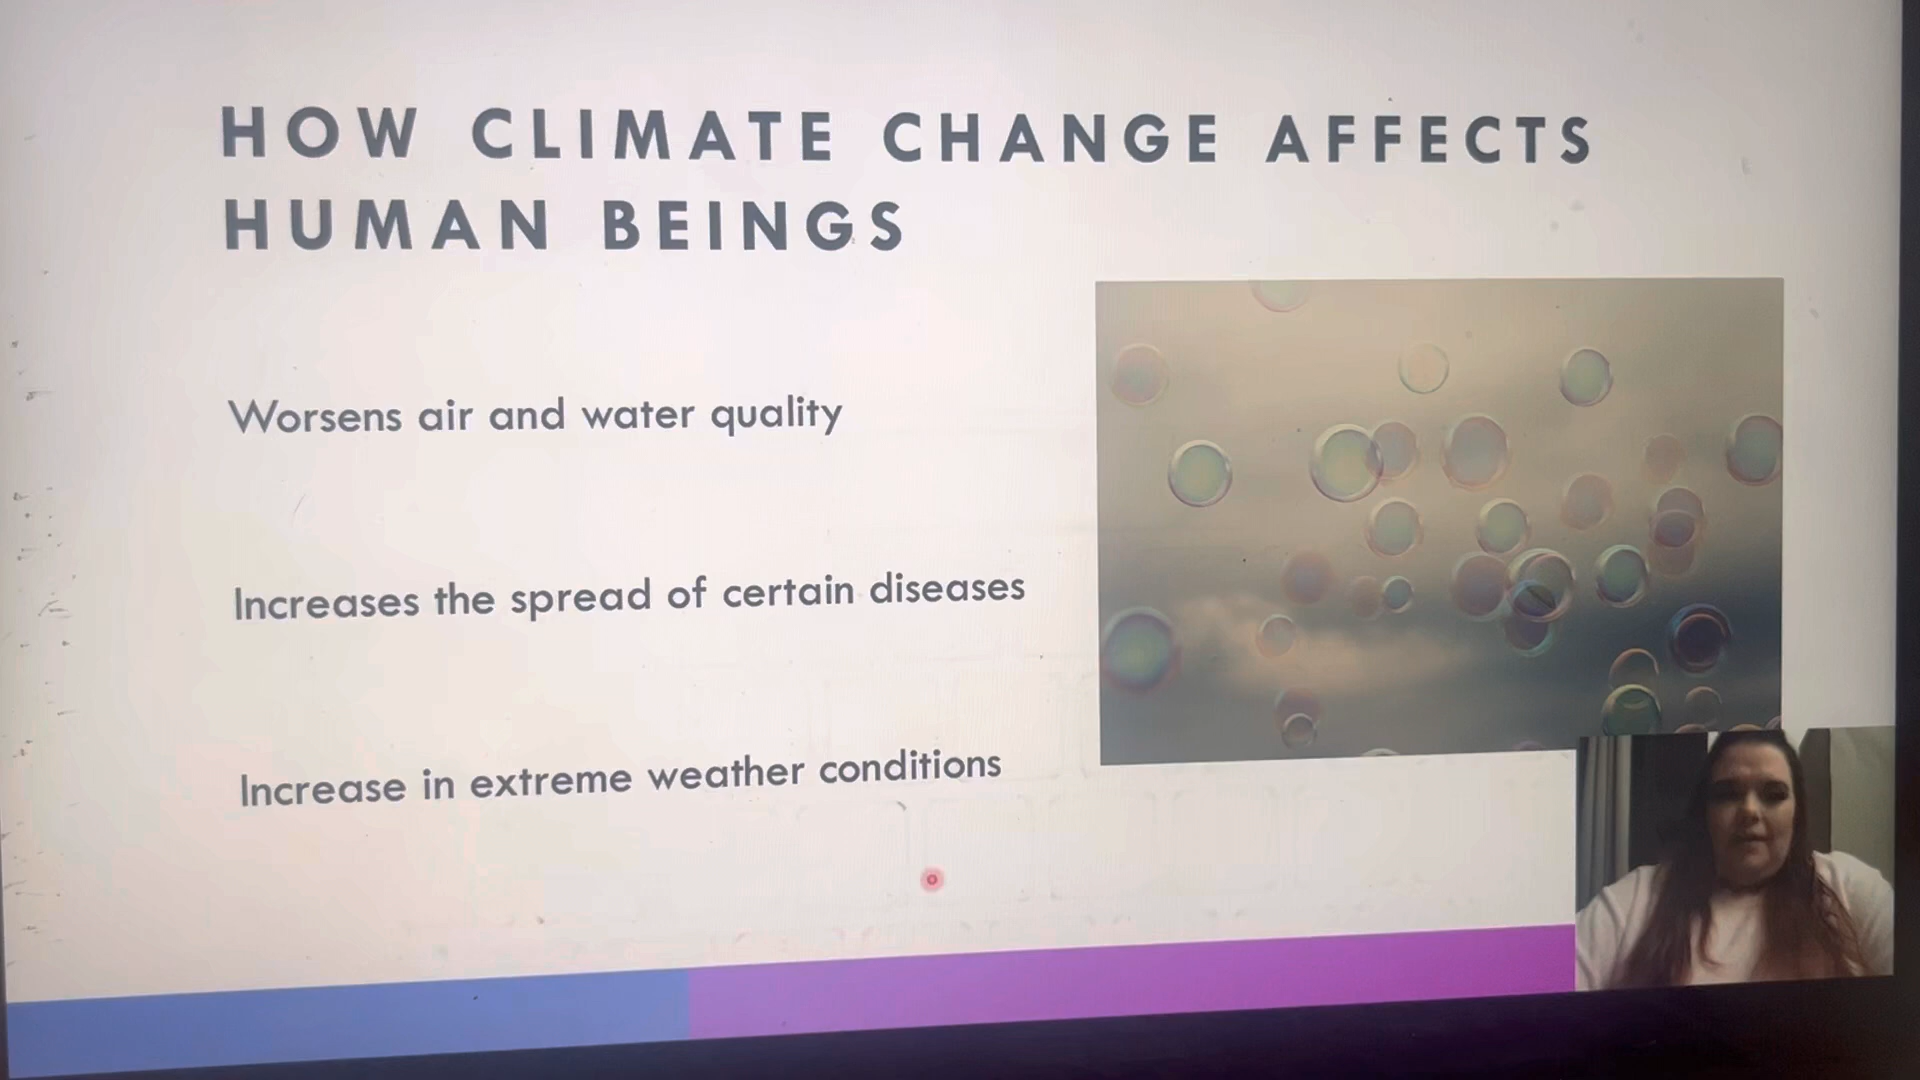 HOW CLIMATE CHANGE AFFECTS
HUMAN BEINGS
Worsens air and water quality
Increases the spread of certain diseases
Increase in extreme weather conditions